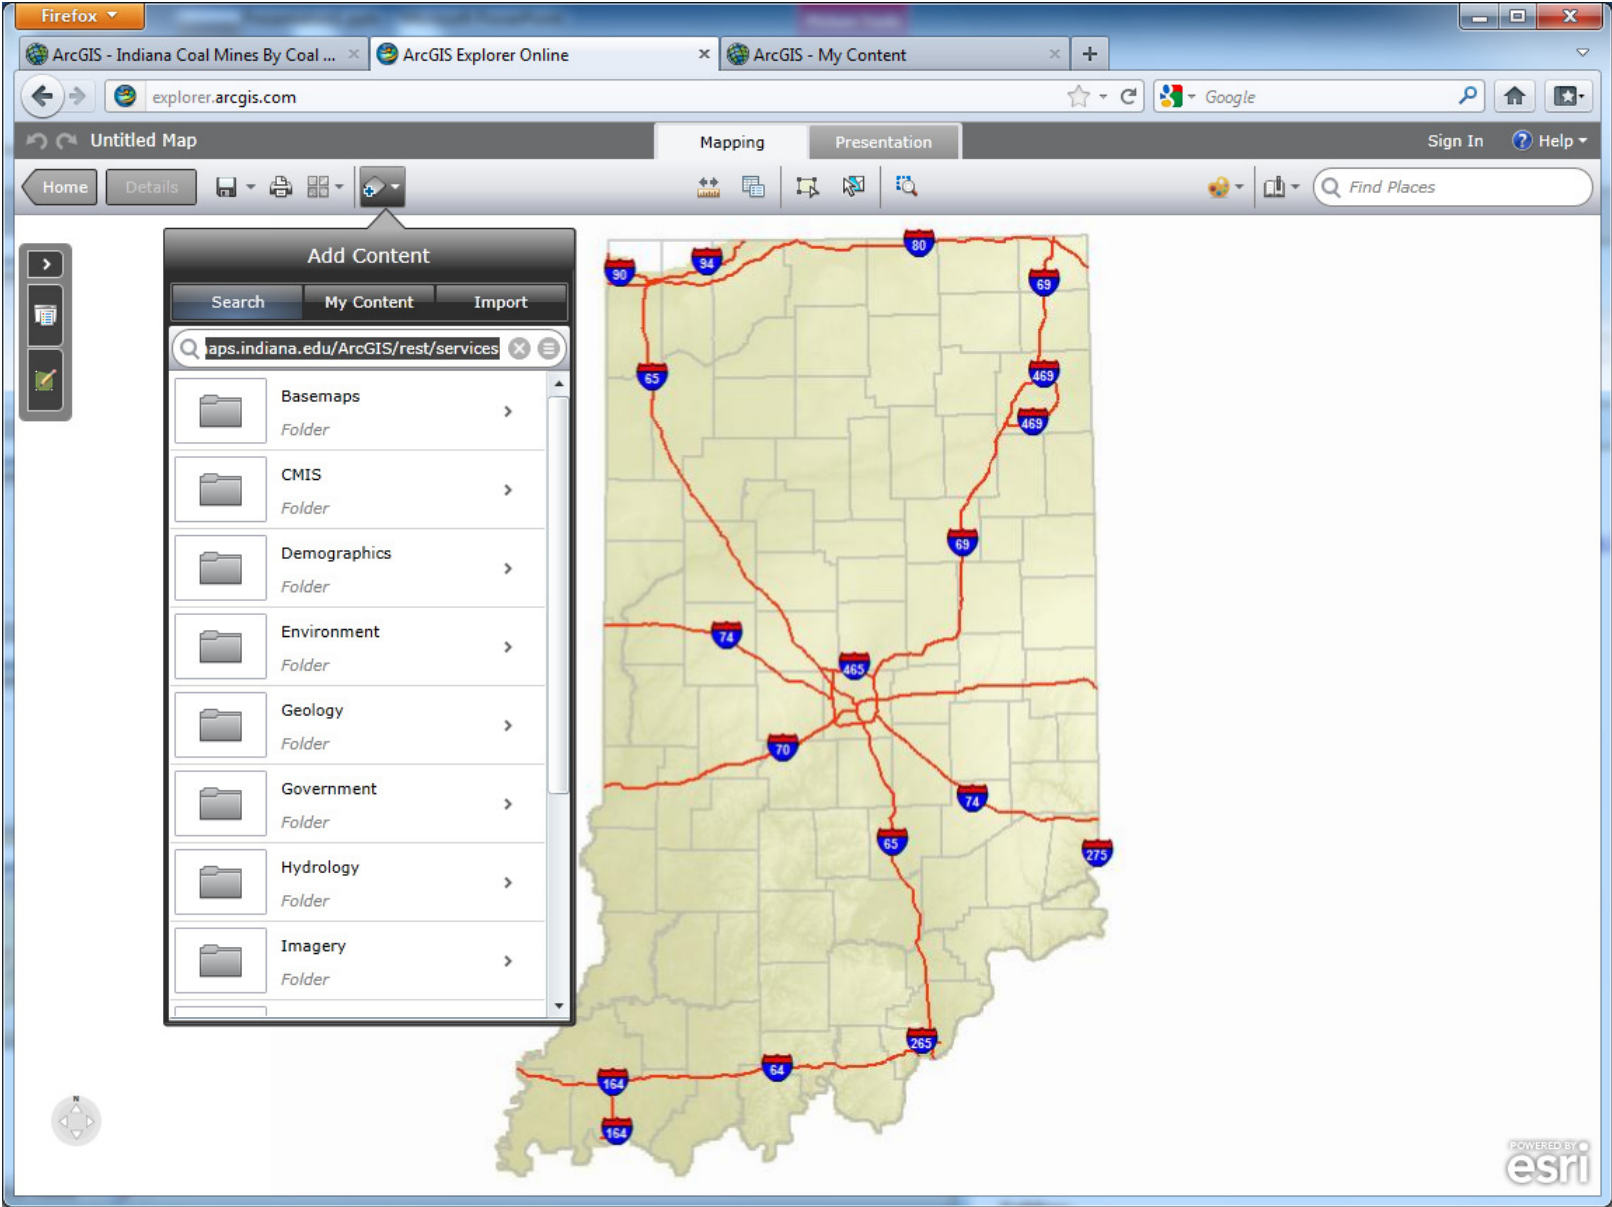 Firefox
ArcGIS - Indiana Coal Mines By Coal ...
ArcGIS Explorer Online
ArcGIS - My Content
explorer.arcgis.com
Google
Untitled Map
Mapping
Presentation
Sign In
Help
Home
Details
Find Places
Add Content
Search
My Content
Import
aps.indiana.edu/ArcGIS/rest/services
Basemaps
Folder
CMIS
Folder
Demographics
Folder
Environment
Folder
Geology
Folder
Government
Folder
Hydrology
Folder
Imagery
Folder
80
94
90
69
65
469
469
69
74
465
70
74
65
275
265
64
164
164
N
POWERED BY
esri